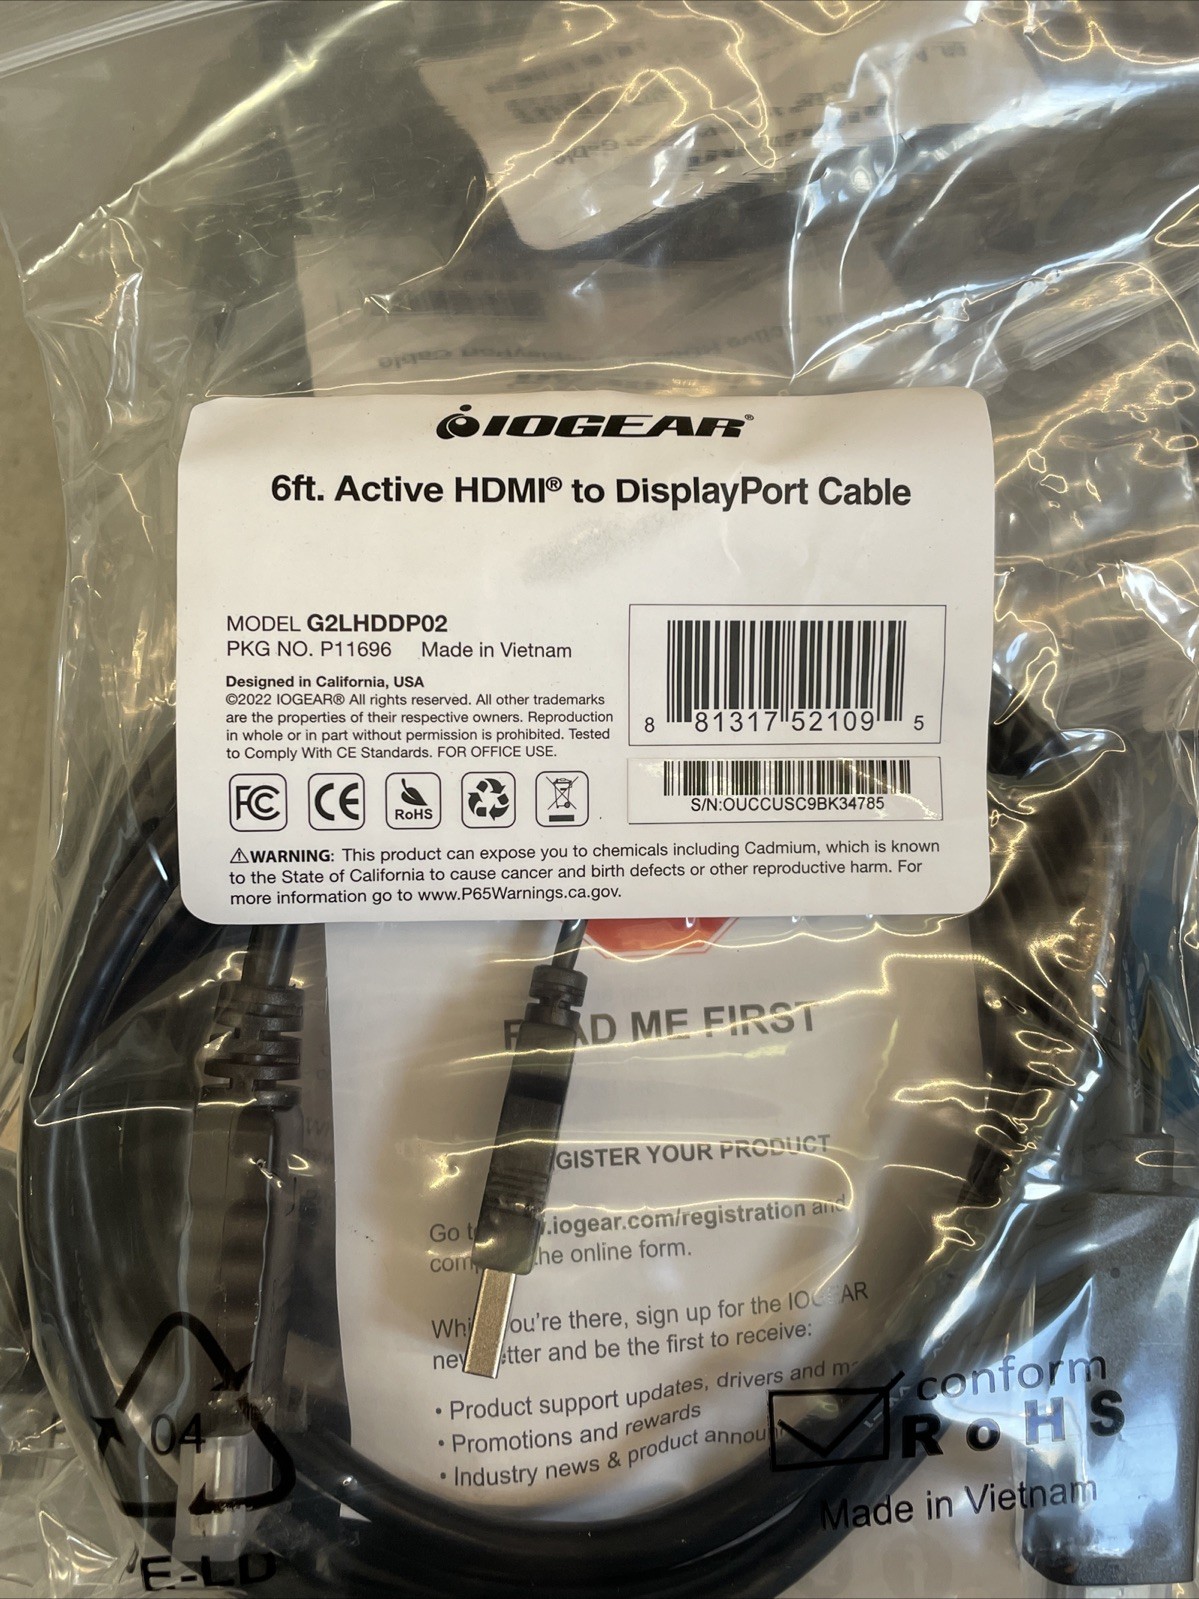 IOGEAR®
6ft. Active HDMI® to DisplayPort Cable
MODEL G2LHDDP02
PKG NO. P11696 Made in Vietnam
Designed in California, USA
©2022 IOGEAR® All rights reserved. All other trademarks
are the properties of their respective owners. Reproduction
in whole or in part without permission is prohibited. Tested
to Comply With CE Standards. FOR OFFICE USE.
8 81317 52109 5
S/N:OUCCUSC9BK34785
FC CE RoHS
⚠WARNING: This product can expose you to chemicals including Cadmium, which is known
to the State of California to cause cancer and birth defects or other reproductive harm. For
more information go to www.P65Warnings.ca.gov.
ME FIRST
YOUR PRODUCT
Go .iogear.com/registration and
online form.
you're there, sign up for the
and be the first to receive:
• Product support updates, drivers and
• Promotions and rewards
• Industry news & product
conform
RoHS
Made in Vietnam
04
E-LD